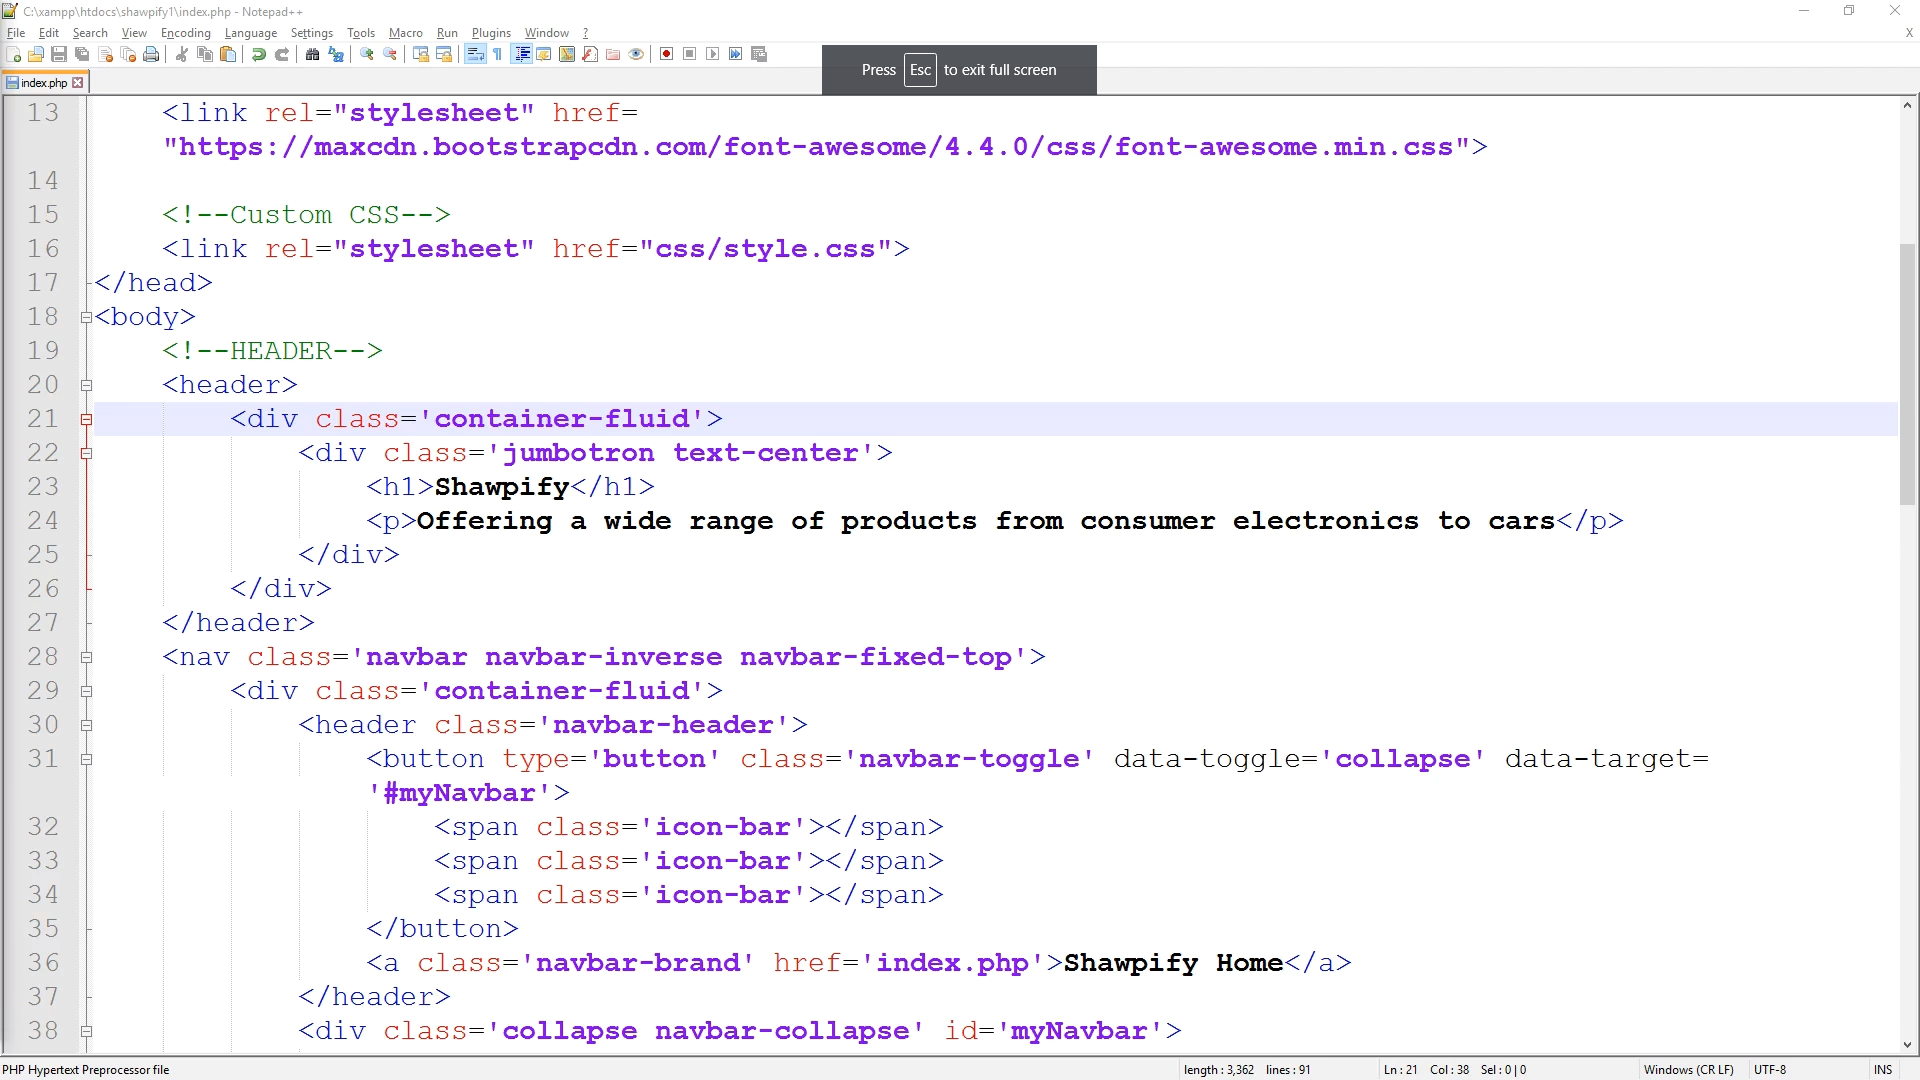 C:\xampp\htdocs\shawpify1\index.php - Notepad++
File Edit Search View Encoding Language Settings Tools Macro Run Plugins Window ? X
Press Esc to exit full screen
index.php
13 <link rel="stylesheet" href=
"https://maxcdn.bootstrapcdn.com/font-awesome/4.4.0/css/font-awesome.min.css">
14
15 <!--Custom CSS-->
16 <link rel="stylesheet" href="css/style.css">
17 </head>
18 <body>
19 <!--HEADER-->
20 <header>
21 <div class='container-fluid'>
22 <div class='jumbotron text-center'>
23 <h1>Shawpify</h1>
24 <p>Offering a wide range of products from consumer electronics to cars</p>
25 </div>
26 </div>
27 </header>
28 <nav class='navbar navbar-inverse navbar-fixed-top'>
29 <div class='container-fluid'>
30 <header class='navbar-header'>
31 <button type='button' class='navbar-toggle' data-toggle='collapse' data-target=
'#myNavbar'>
32 <span class='icon-bar'></span>
33 <span class='icon-bar'></span>
34 <span class='icon-bar'></span>
35 </button>
36 <a class='navbar-brand' href='index.php'>Shawpify Home</a>
37 </header>
38 <div class='collapse navbar-collapse' id='myNavbar'>
PHP Hypertext Preprocessor file length : 3,362 lines : 91 Ln : 21 Col : 38 Sel : 0 | 0 Windows (CR LF) UTF-8 INS